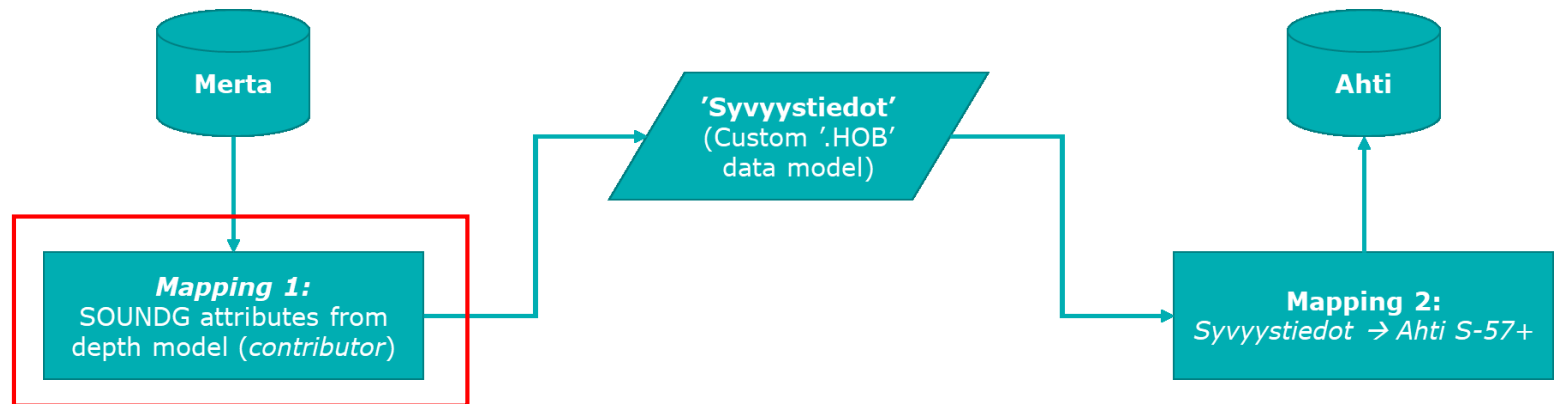 Merta
Ahti
’Syvyystiedot’
(Custom ’.HOB’
data model)
Mapping 1:
SOUNDG attributes from
depth model (contributor)
Mapping 2:
Syvyystiedot → Ahti S-57+